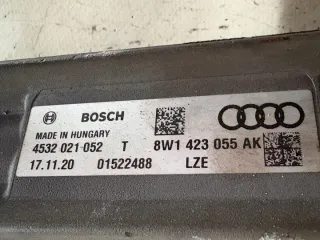 BOSCH
MADE IN HUNGARY
4532 021 052 T 8W1 423 055 AK
17.11.20 01522488 LZE